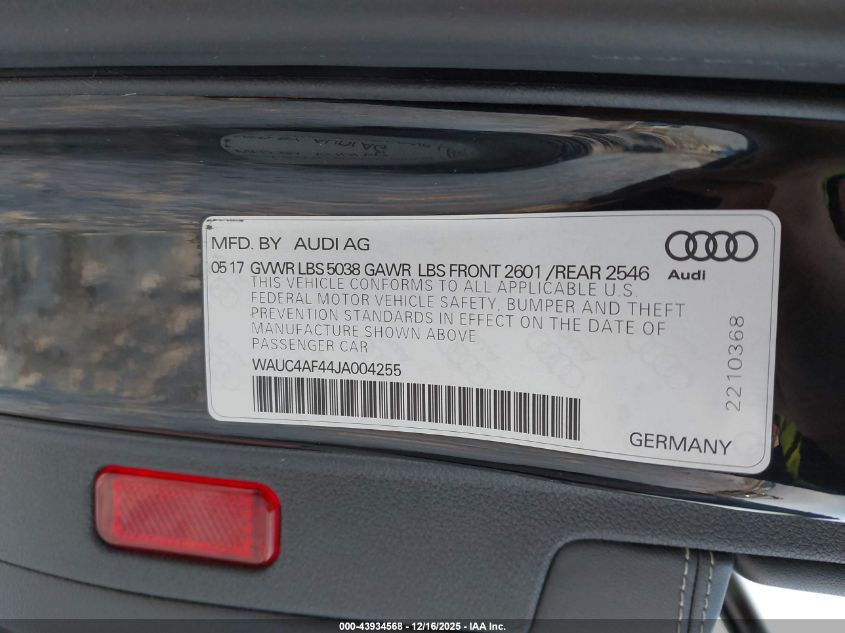 MFD. BY AUDI AG
05 17 GVWR LBS 5038 GAWR LBS FRONT 2601 /REAR 2546
THIS VEHICLE CONFORMS TO ALL APPLICABLE U.S.
FEDERAL MOTOR VEHICLE SAFETY, BUMPER AND THEFT
PREVENTION STANDARDS IN EFFECT ON THE DATE OF
MANUFACTURE SHOWN ABOVE
PASSENGER CAR
WAUC4AF44JA004255
Audi
2210368
GERMANY
000-43934568 - 12/16/2025 - IAA Inc.